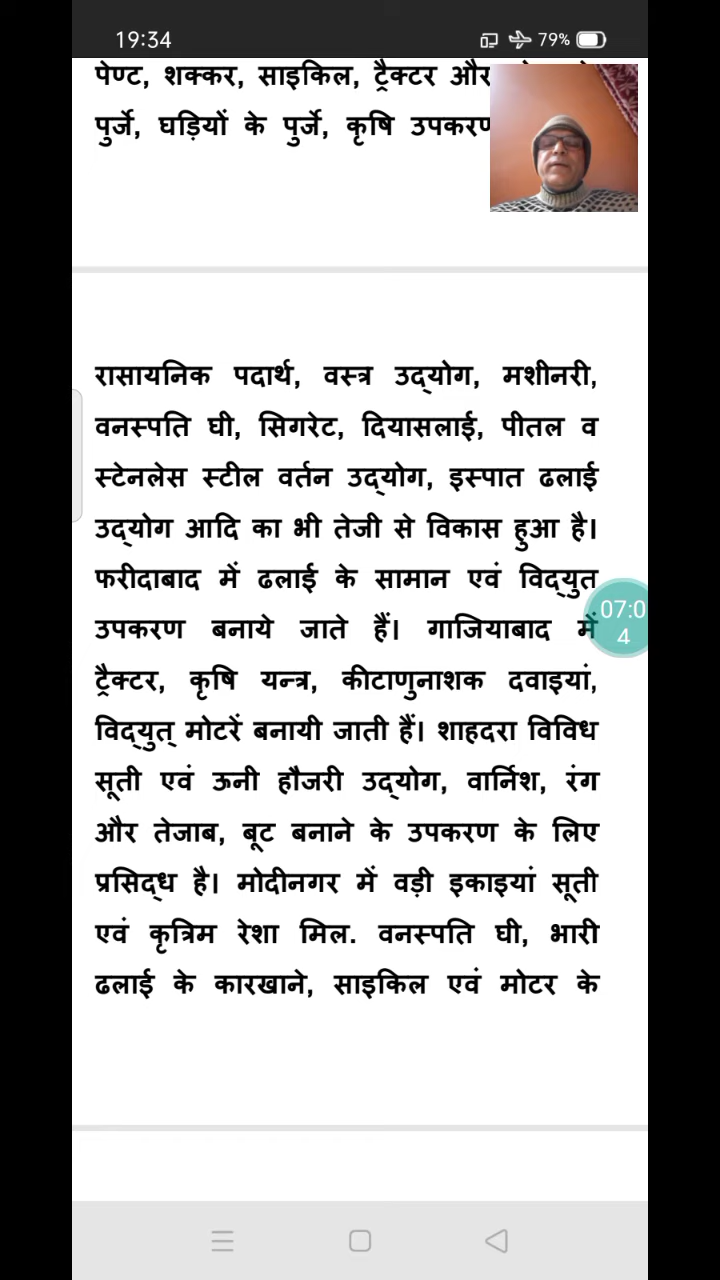 19:34
79%
पेण्ट, शक्कर, साइकिल, ट्रैक्टर और
पुर्जे, घड़ियों के पुर्जे, कृषि उपकरण
रासायनिक पदार्थ, वस्त्र उद्योग, मशीनरी,
वनस्पति घी, सिगरेट, दियासलाई, पीतल व
स्टेनलेस स्टील वर्तन उद्योग, इस्पात ढलाई
उद्योग आदि का भी तेजी से विकास हुआ है।
फरीदाबाद में ढलाई के सामान एवं विद्युत
उपकरण बनाये जाते हैं। गाजियाबाद में
07:0
4
ट्रैक्टर, कृषि यन्त्र, कीटाणुनाशक दवाइयां,
विद्युत् मोटरें बनायी जाती हैं। शाहदरा विविध
सूती एवं ऊनी हौजरी उद्योग, वार्निश, रंग
और तेजाब, बूट बनाने के उपकरण के लिए
प्रसिद्ध है। मोदीनगर में वड़ी इकाइयां सूती
एवं कृत्रिम रेशा मिल. वनस्पति घी, भारी
ढलाई के कारखाने, साइकिल एवं मोटर के